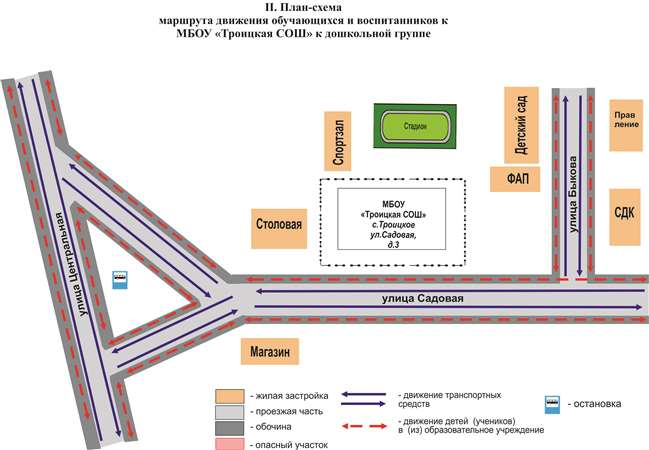 II. План-схема
маршрута движения обучающихся и воспитанников к
МБОУ «Троицкая СОШ» к дошкольной группе
Стадион
Спортзал
Детский сад
Прав
ление
ФАП
улица Быкова
СДК
МБОУ
«Троицкая СОШ»
с.Троицкое
ул.Садовая,
д.3
Столовая
улица Центральная
улица Садовая
Магазин
- жилая застройка
- проезжая часть
- обочина
- опасный участок
- движение транспортных
средств
- движение детей (учеников)
в (из) образовательное учреждение
- остановка